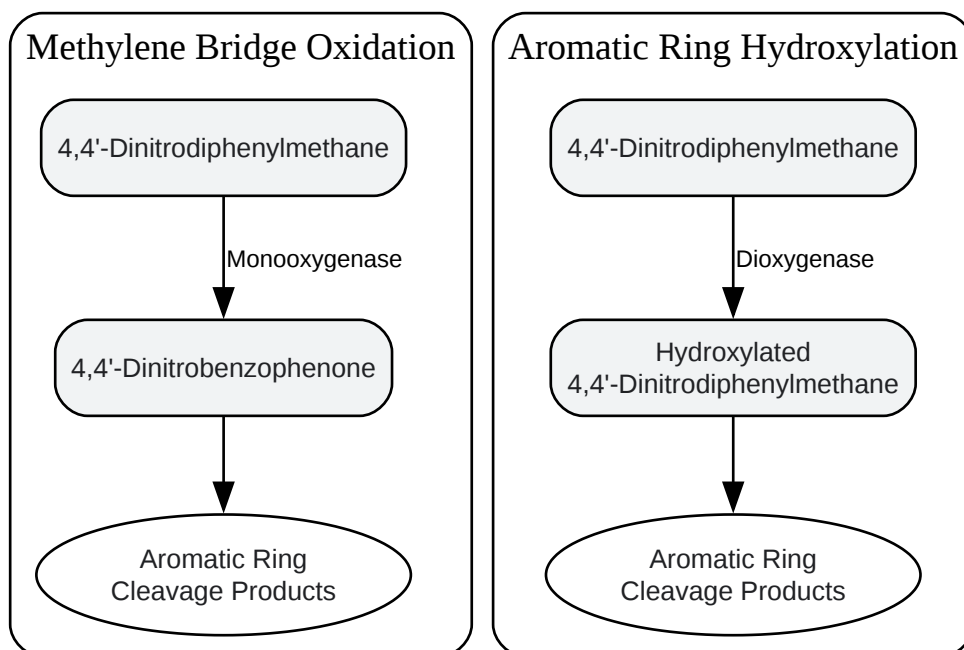 Methylene Bridge Oxidation
4,4'-Dinitrodiphenylmethane
Monooxygenase
4,4'-Dinitrobenzophenone
Aromatic Ring
Cleavage Products
Aromatic Ring Hydroxylation
4,4'-Dinitrodiphenylmethane
Dioxygenase
Hydroxylated
4,4'-Dinitrodiphenylmethane
Aromatic Ring
Cleavage Products